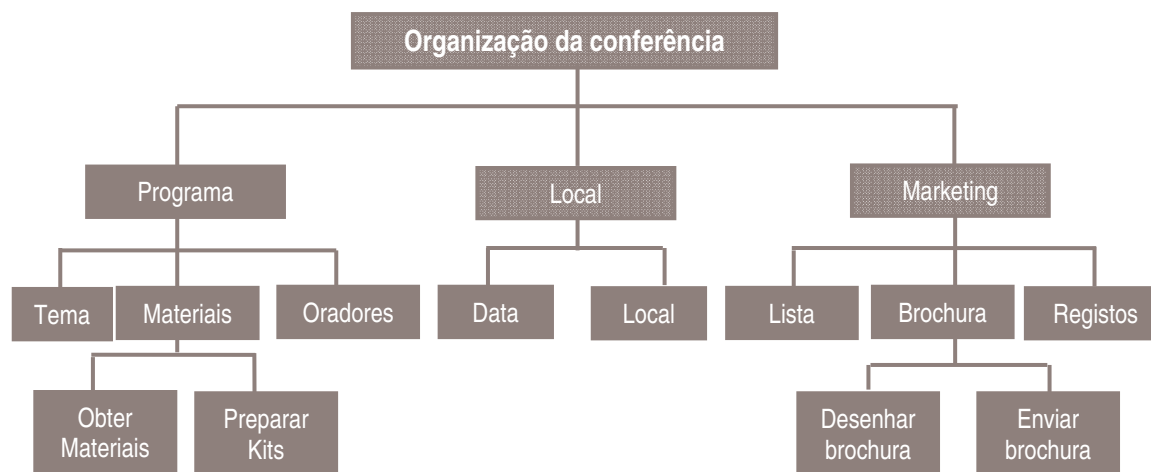 Organização da conferência
Programa
Local
Marketing
Tema
Materiais
Oradores
Data
Local
Lista
Brochura
Registos
Obter
Materiais
Preparar
Kits
Desenhar
brochura
Enviar
brochura